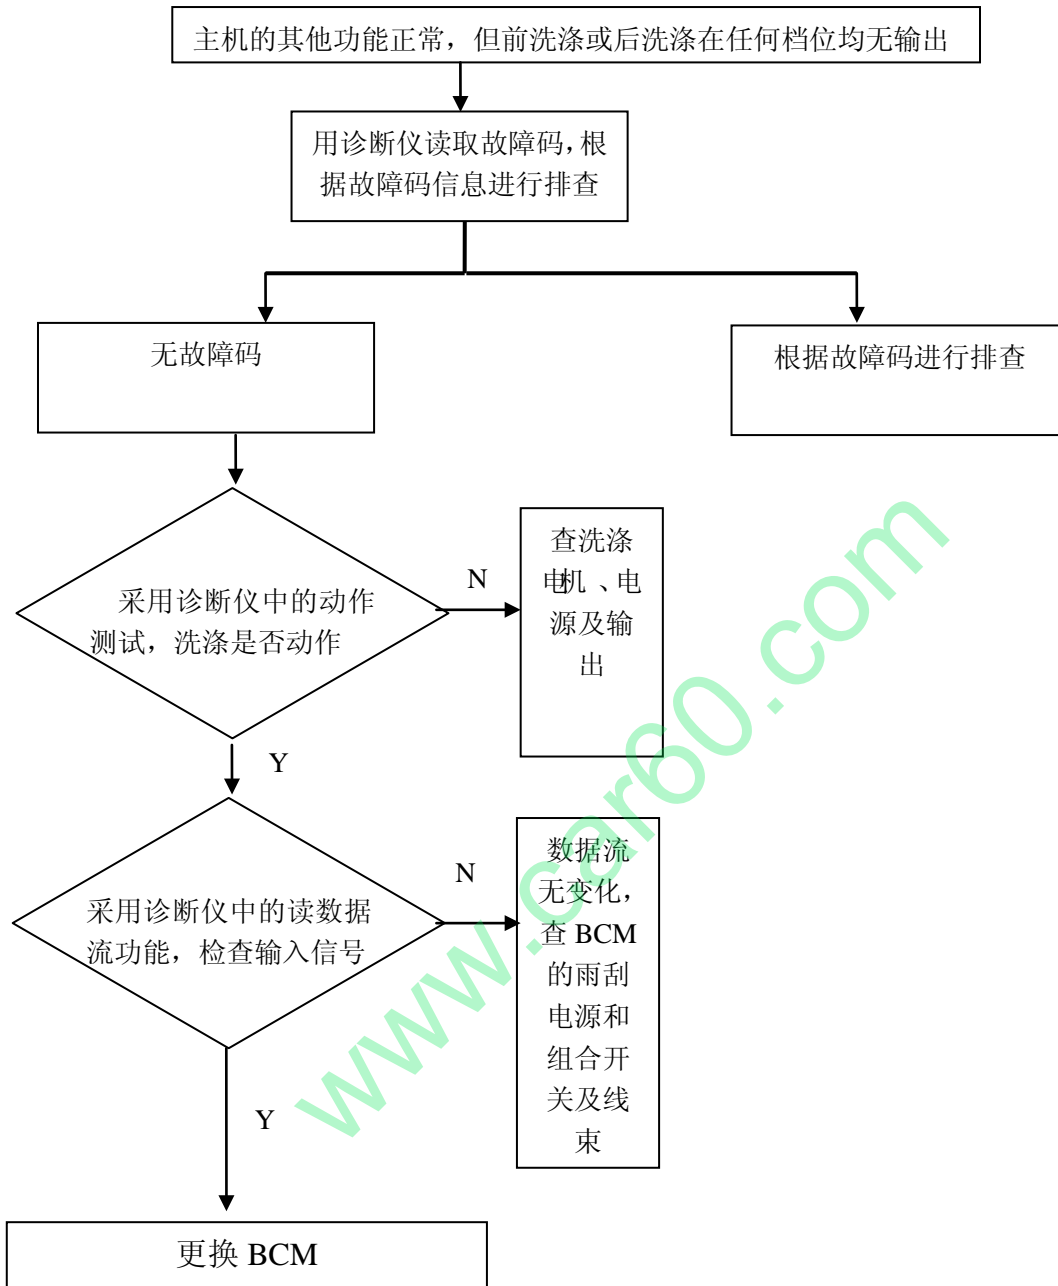 主机的其他功能正常，但前洗涤或后洗涤在任何档位均无输出
用诊断仪读取故障码，根
据故障码信息进行排查
无故障码
根据故障码进行排查
采用诊断仪中的动作
测试，洗涤是否动作
N
查洗涤
电机、电
源及输
出
Y
采用诊断仪中的读数据
流功能，检查输入信号
N
数据流
无变化，
查 BCM
的雨刮
电源和
组合开
关及线
束
Y
更换 BCM
www.car60.com